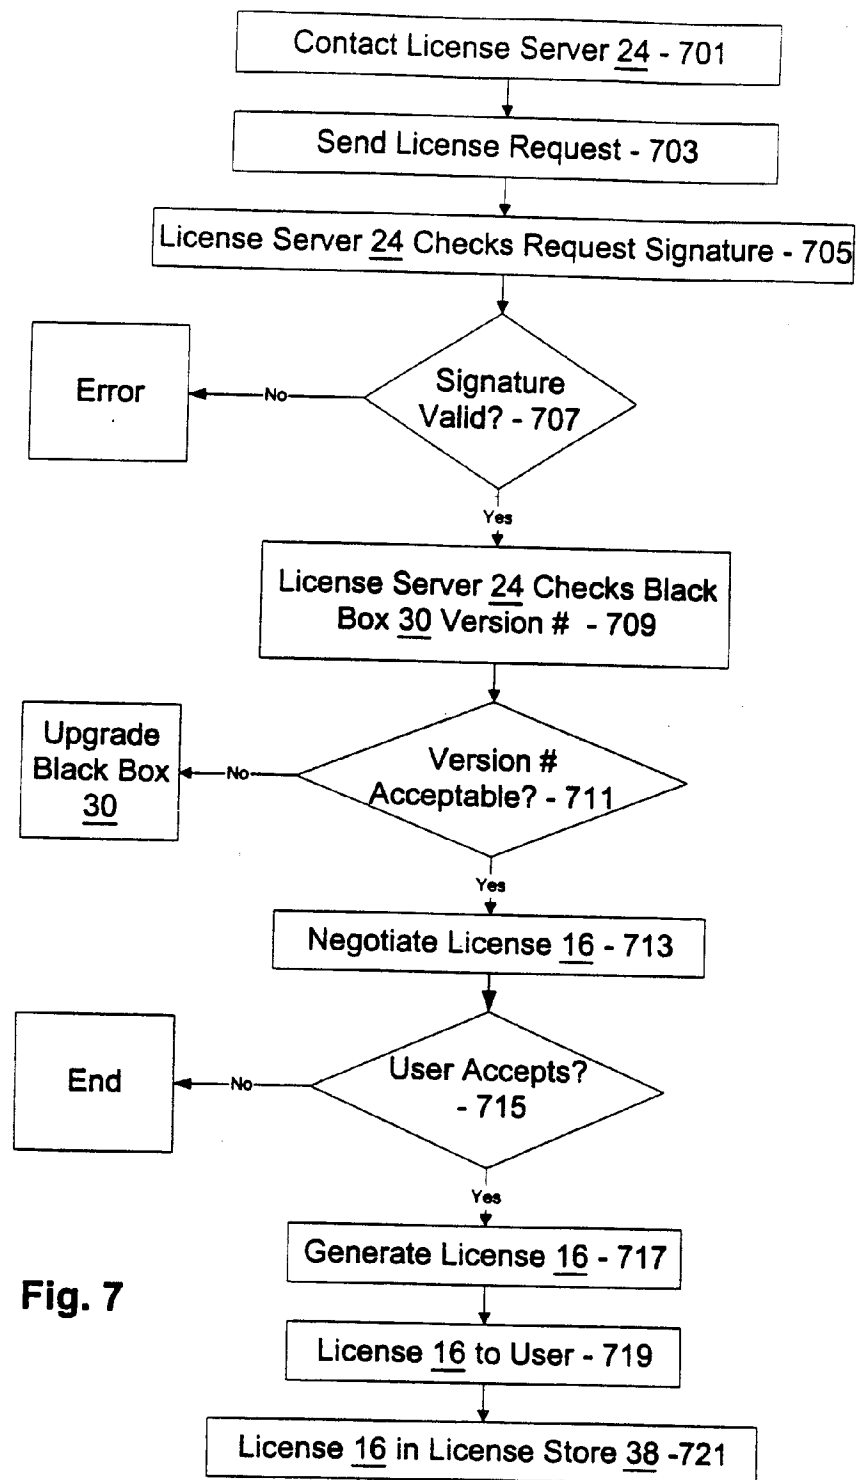 Contact License Server 24 - 701
Send License Request - 703
License Server 24 Checks Request Signature - 705
Signature
Valid? - 707
No
Error
Yes
License Server 24 Checks Black
Box 30 Version # - 709
Version #
Acceptable? - 711
No
Upgrade
Black Box
30
Yes
Negotiate License 16 - 713
User Accepts?
- 715
No
End
Yes
Generate License 16 - 717
License 16 to User - 719
License 16 in License Store 38 -721
Fig. 7